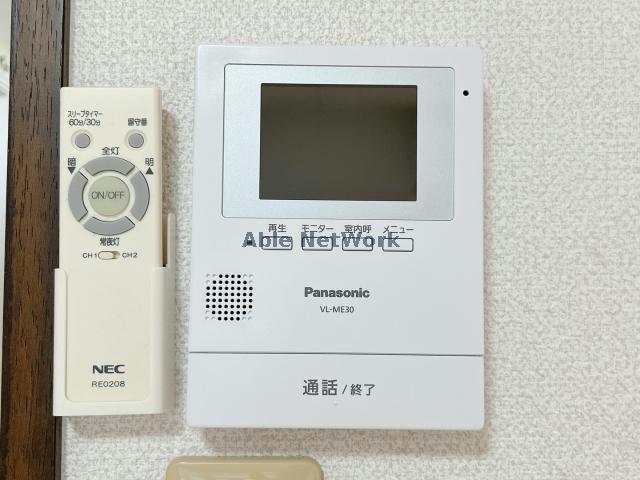 スリープタイマー
60分/30分
留守番
全灯
暗
明
ON/OFF
常夜灯
CH1
CH2
NEC
RE0208
再生
モニター
室内呼
メニュー
Able NetWork
Panasonic
VL-ME30
通話/終了